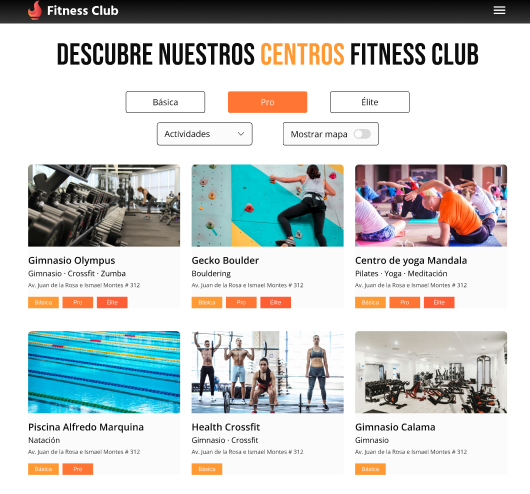 Fitness Club
DESCUBRE NUESTROS CENTROS FITNESS CLUB
Básica
Pro
Élite
Actividades
Mostrar mapa
Gimnasio Olympus
Gimnasio · Crossfit · Zumba
Av. Juan de la Rosa e Ismael Montes # 312
Básica Pro Élite
Gecko Boulder
Bouldering
Av. Juan de la Rosa e Ismael Montes # 312
Básica Pro Élite
Centro de yoga Mandala
Pilates · Yoga · Meditación
Av. Juan de la Rosa e Ismael Montes # 312
Básica Pro Élite
Piscina Alfredo Marquina
Natación
Av. Juan de la Rosa e Ismael Montes # 312
Básica Pro
Health Crossfit
Gimnasio · Crossfit
Av. Juan de la Rosa e Ismael Montes # 312
Básica
Gimnasio Calama
Gimnasio
Av. Juan de la Rosa e Ismael Montes # 312
Básica